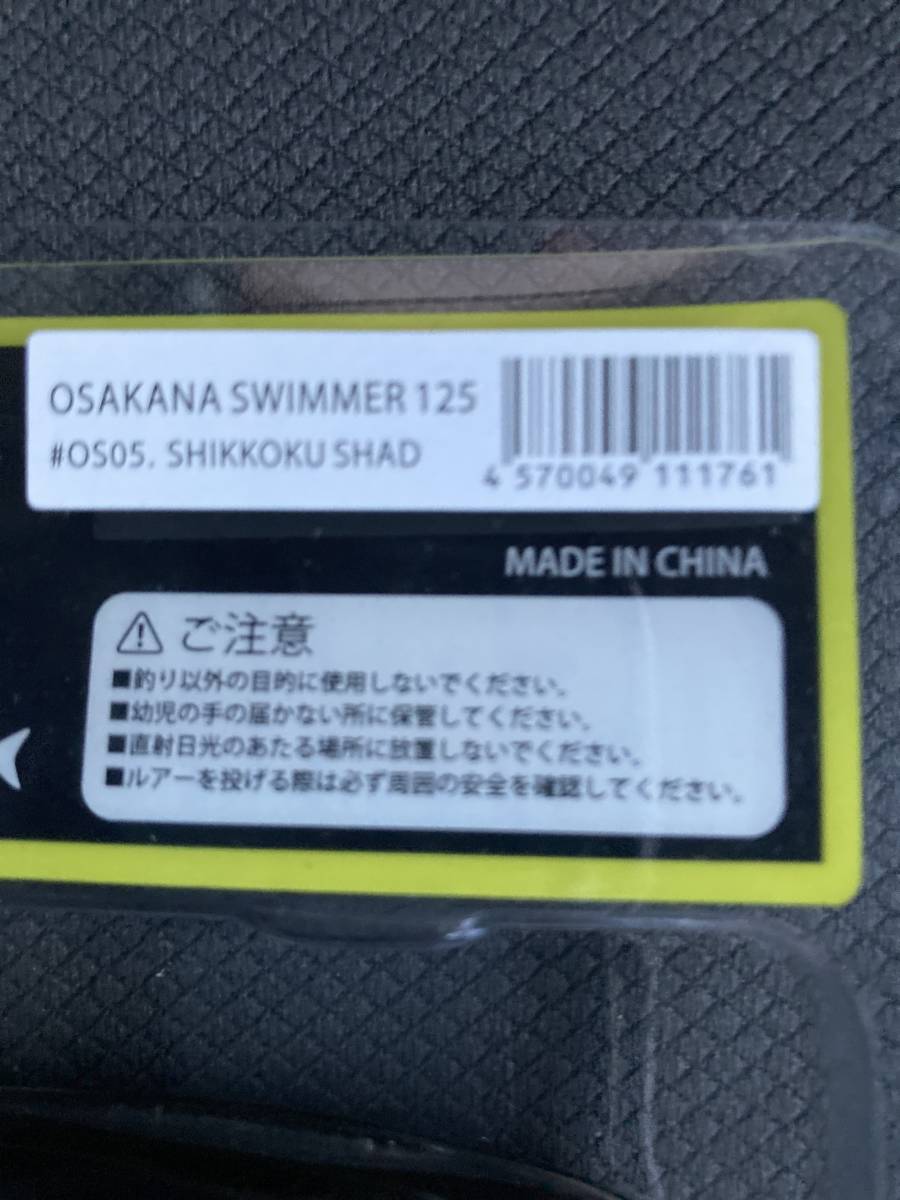 OSAKANA SWIMMER 125
#OS05. SHIKKOKU SHAD
4 570049 111761
MADE IN CHINA
ご注意
■釣り以外の目的に使用しないでください。
■幼児の手の届かない所に保管してください。
■直射日光のあたる場所に放置しないでください。
■ルアーを投げる際は必ず周囲の安全を確認してください。